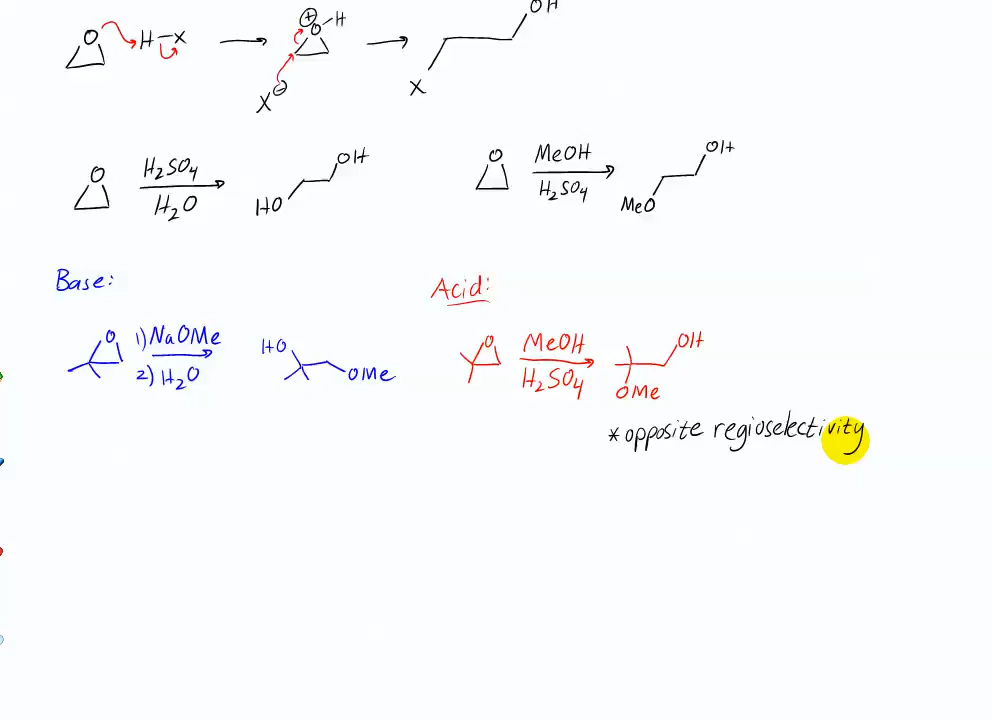 OH
O H-X ⊕ O-H
X⊖ X
O H2SO4 H2O HO OH
O MeOH H2SO4 MeO OH
Base:
O 1) NaOMe 2) H2O HO OMe
Acid:
O MeOH H2SO4 OH OMe
* opposite regioselectivity